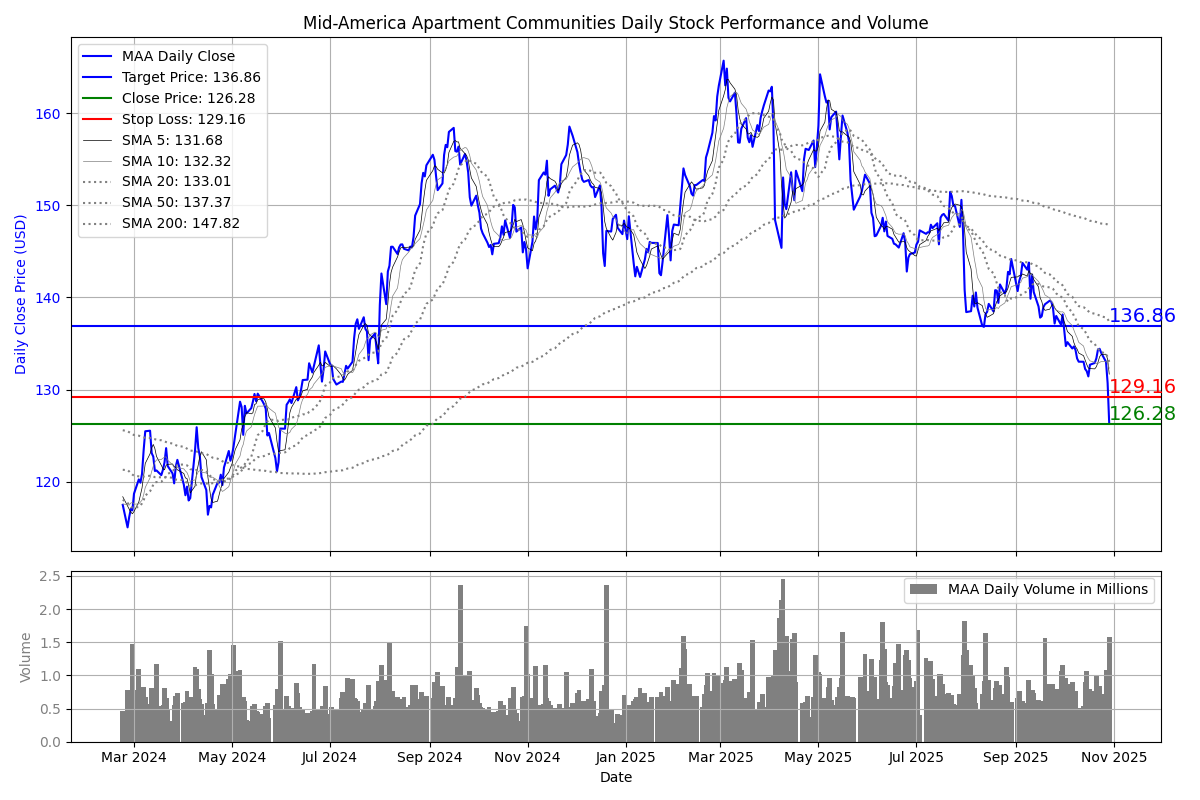 Mid-America Apartment Communities Daily Stock Performance and Volume
MAA Daily Close
Target Price: 136.86
Close Price: 126.28
Stop Loss: 129.16
SMA 5: 131.68
SMA 10: 132.32
SMA 20: 133.01
SMA 50: 137.37
SMA 200: 147.82
160
150
140
130
120
Daily Close Price (USD)
136.86
129.16
126.28
MAA Daily Volume in Millions
2.5
2.0
1.5
1.0
0.5
0.0
Volume
Mar 2024 May 2024 Jul 2024 Sep 2024 Nov 2024 Jan 2025 Mar 2025 May 2025 Jul 2025 Sep 2025 Nov 2025
Date